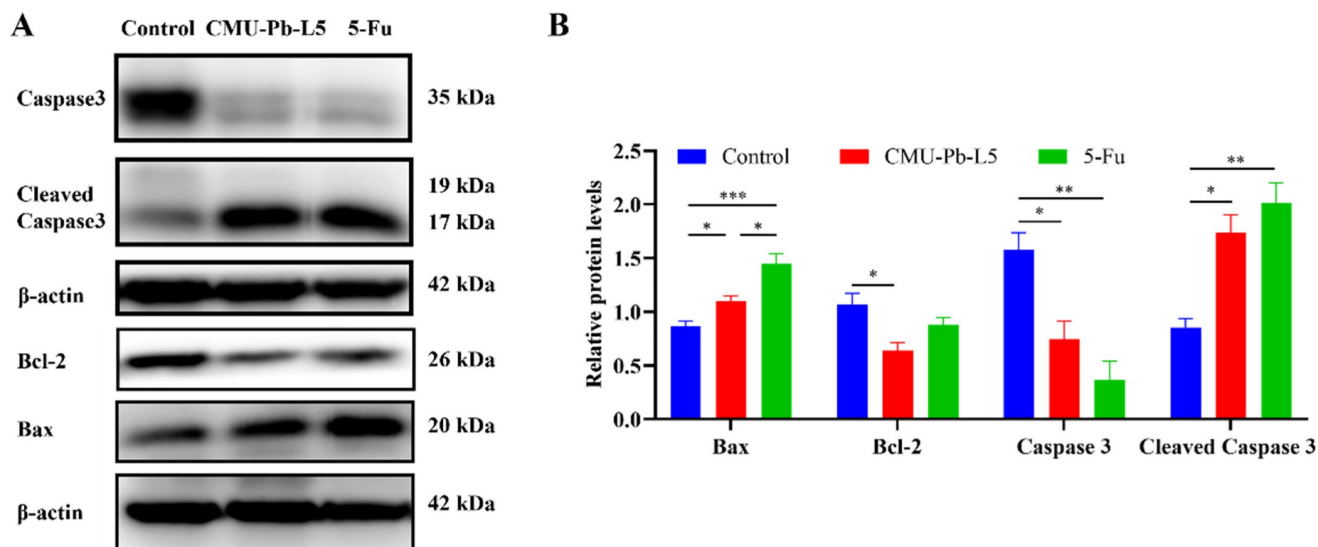 A
Control CMU-Pb-L5 5-Fu
Caspase3 35 kDa
Cleaved
Caspase3
19 kDa
17 kDa
β-actin 42 kDa
Bcl-2 26 kDa
Bax 20 kDa
β-actin 42 kDa
B
Control CMU-Pb-L5 5-Fu
Relative protein levels
2.5
2.0
1.5
1.0
0.5
0.0
***
* *
*
**
*
**
*
Bax Bcl-2 Caspase 3 Cleaved Caspase 3